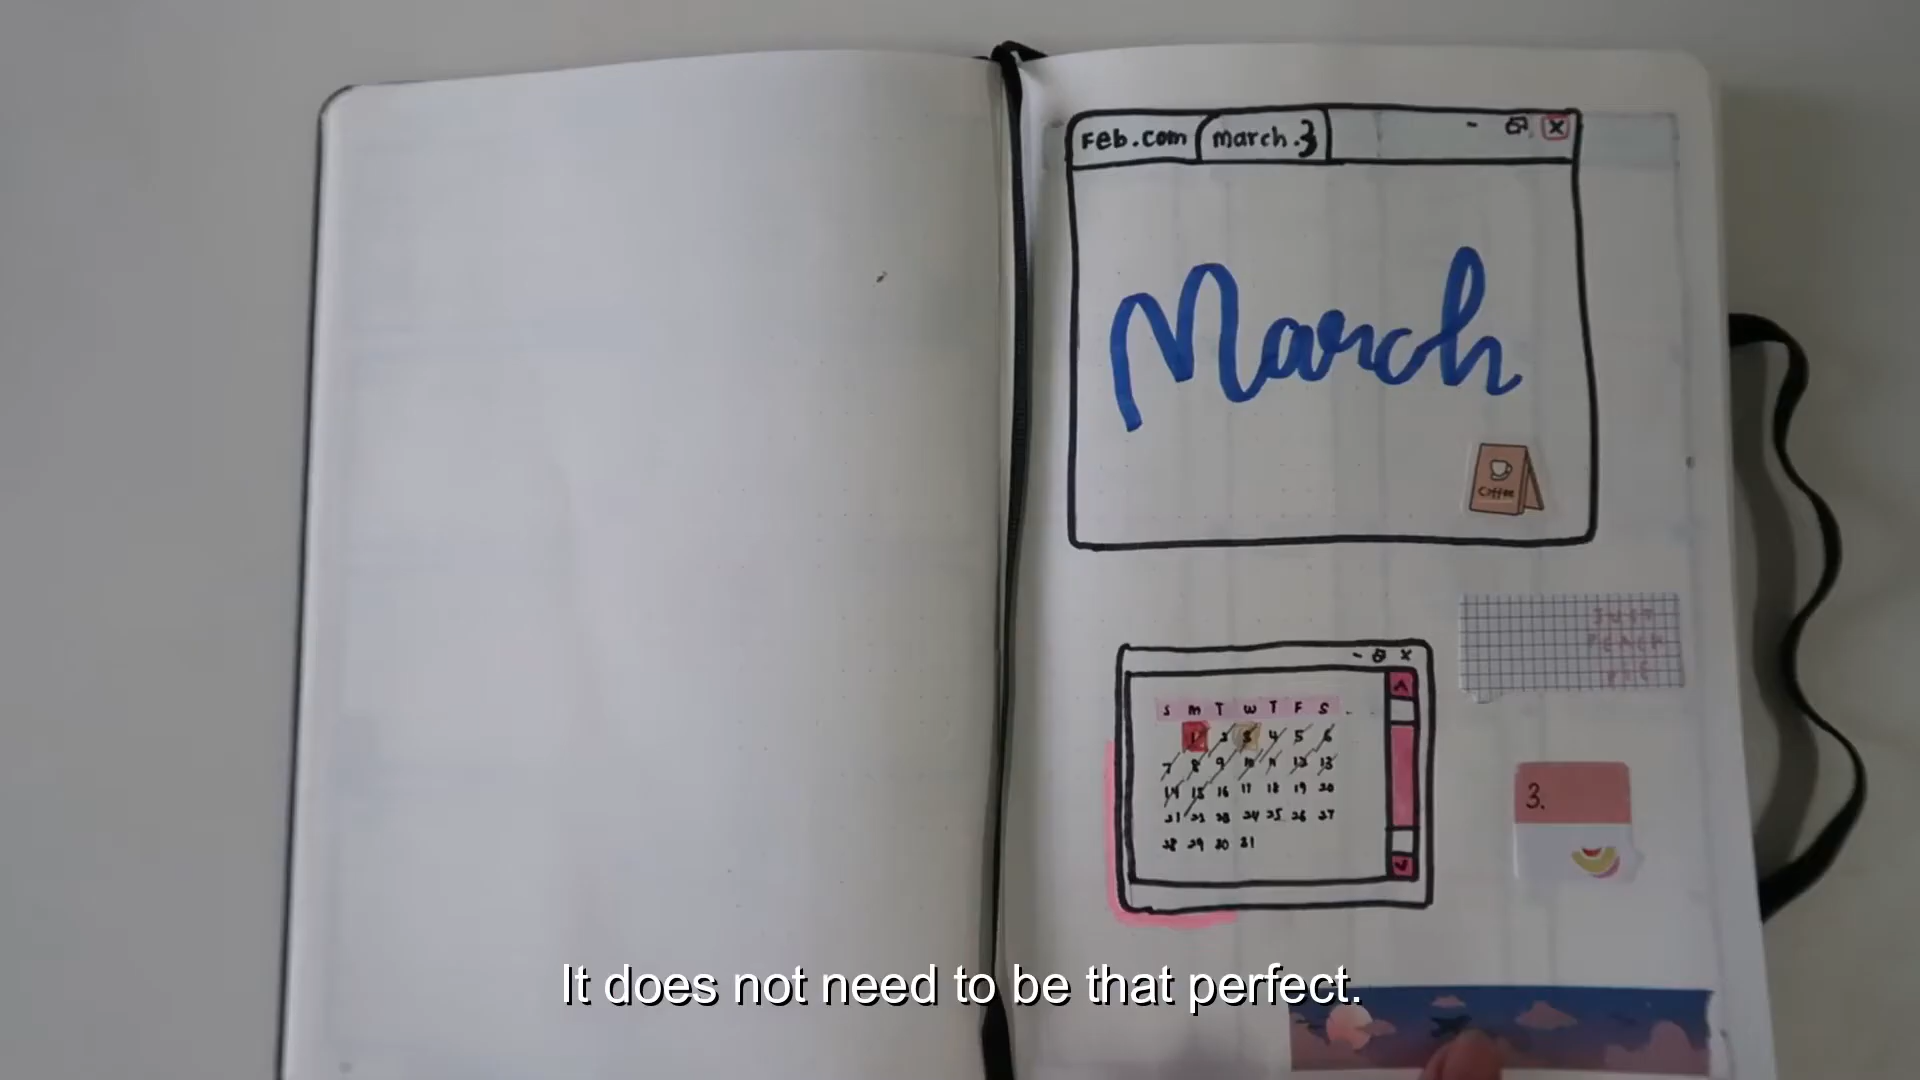 Feb.com march.3 - x
March
Coffee
JUST
- x
S M T W T F S
1 2 3 4 5 6
7 8 9 10 11 12 13
14 15 16 17 18 19 20
21 22 23 24 25 26 27
28 29 30 31
3.
It does not need to be that perfect.